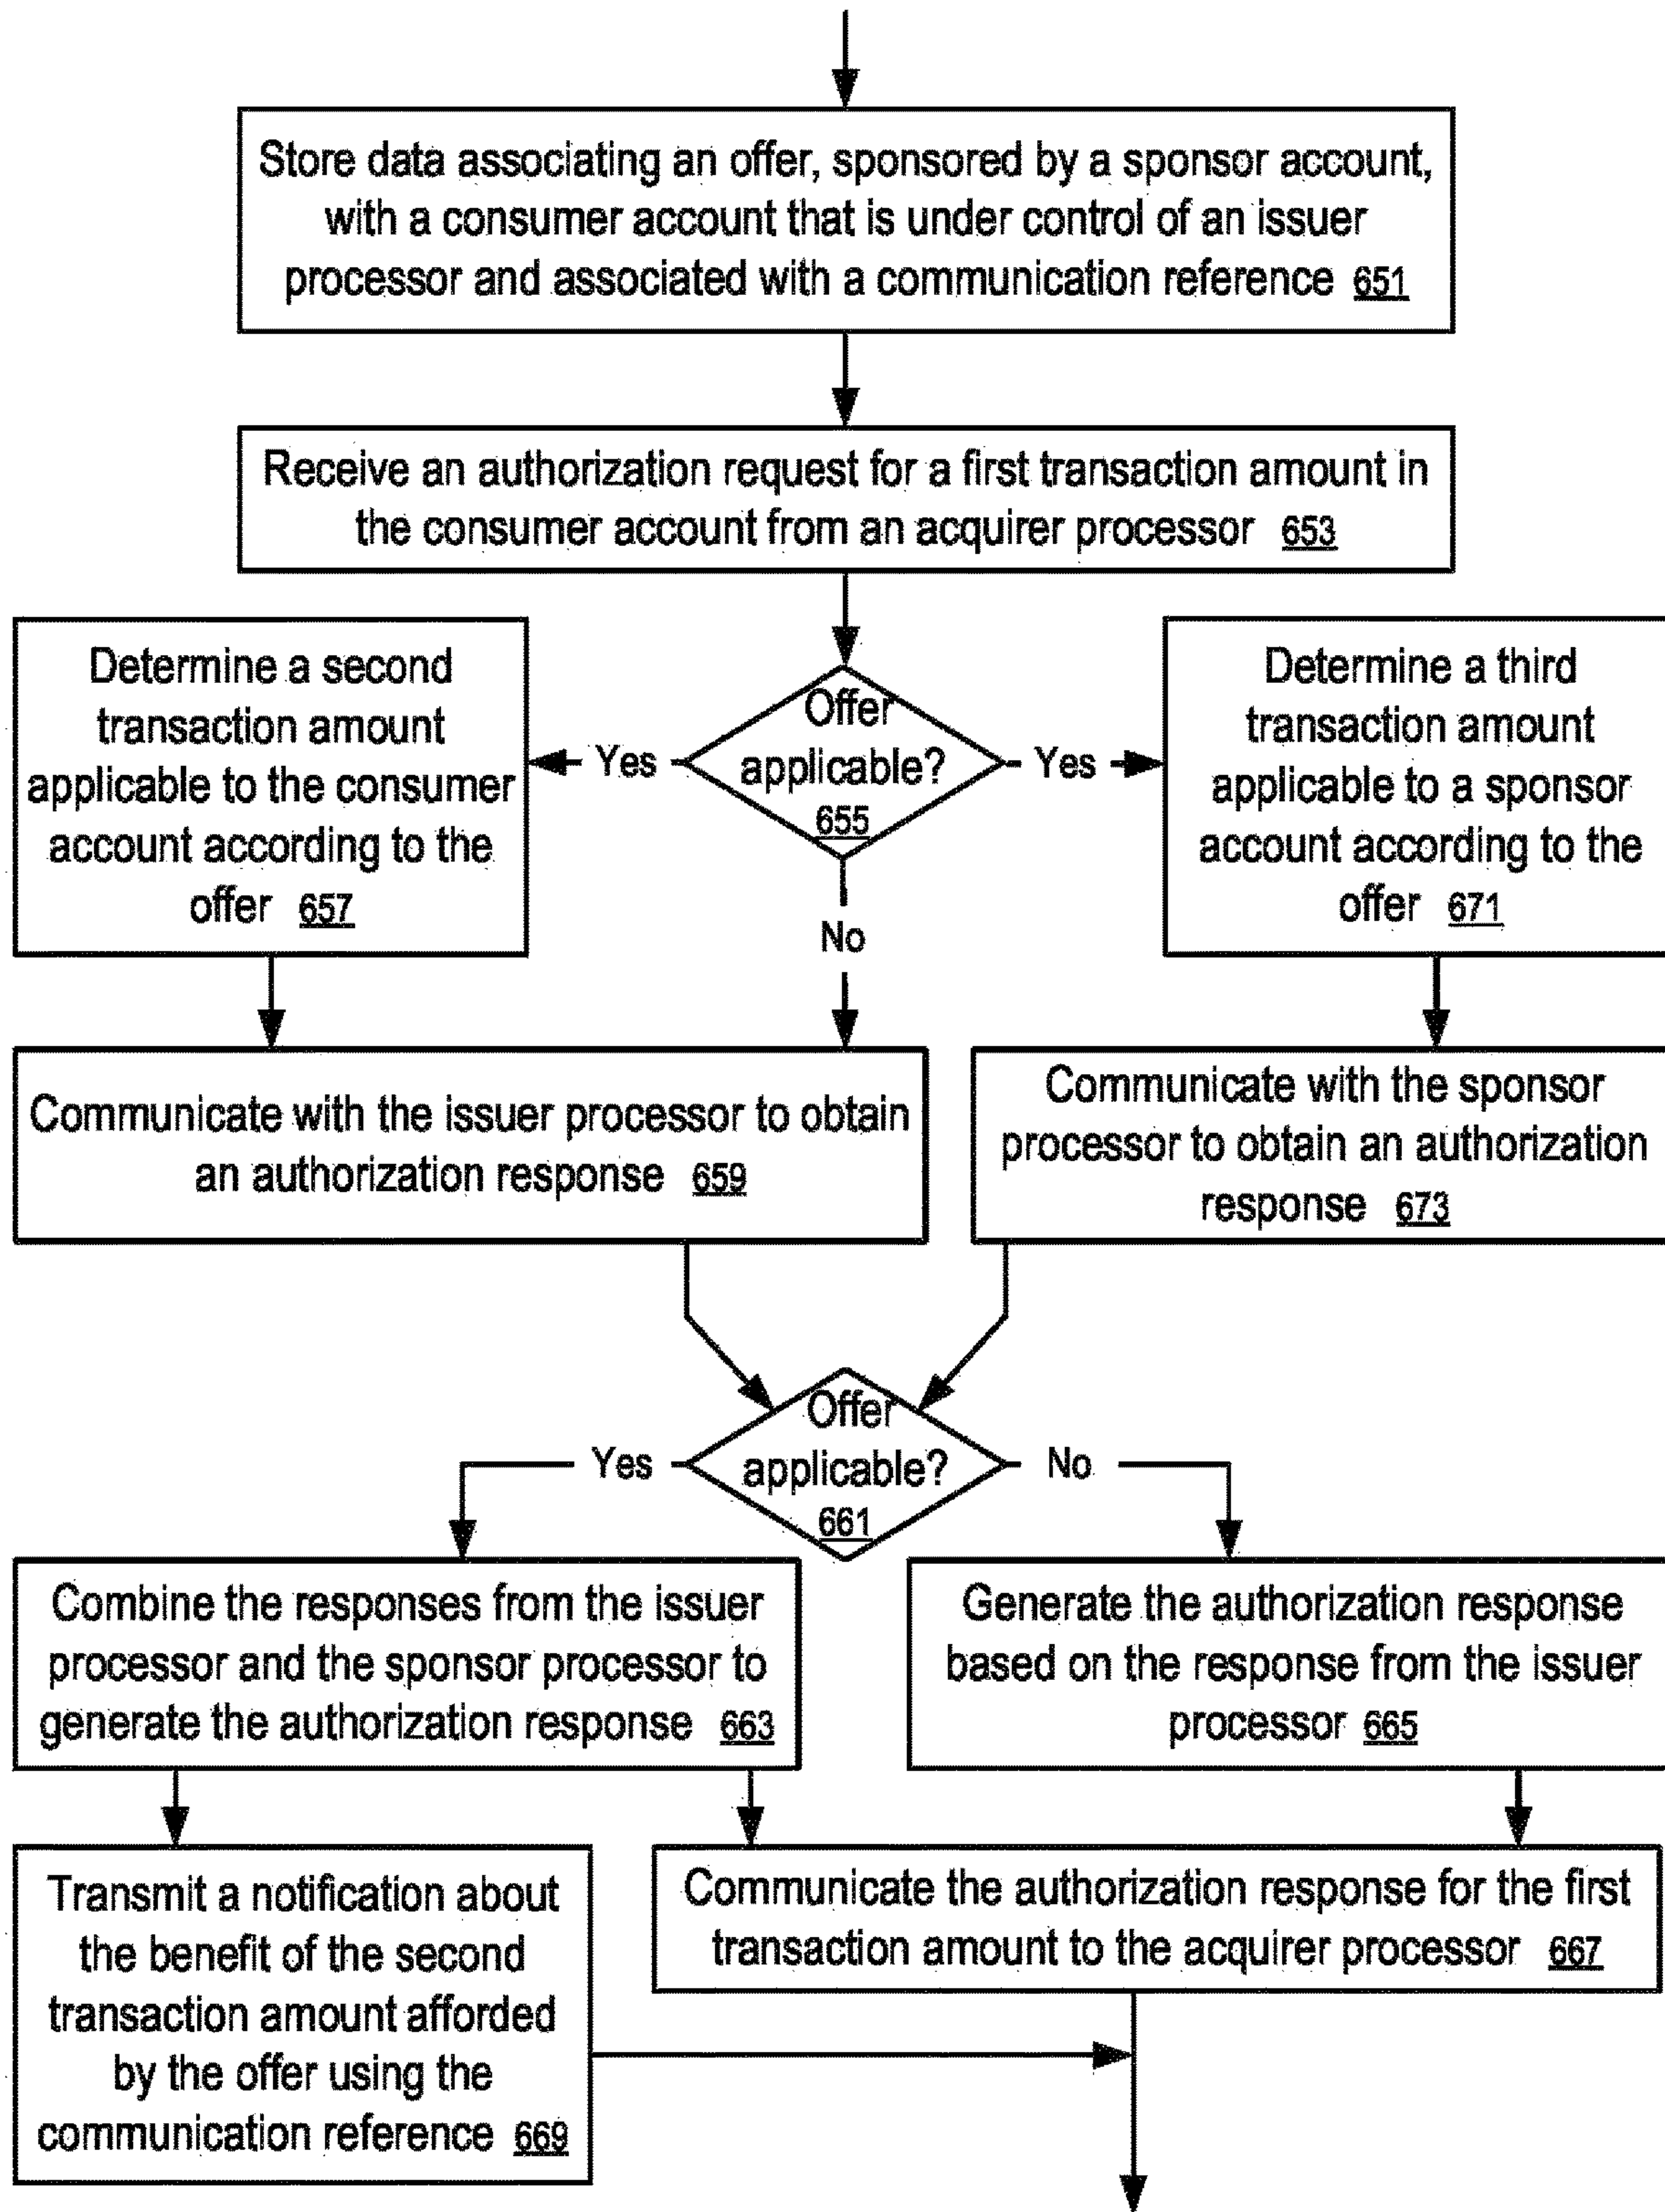 Store data associating an offer, sponsored by a sponsor account,
with a consumer account that is under control of an issuer
processor and associated with a communication reference 651
Receive an authorization request for a first transaction amount in
the consumer account from an acquirer processor 653
Determine a second
transaction amount
applicable to the consumer
account according to the
offer 657
Yes
Offer
applicable?
655
Yes
No
Determine a third
transaction amount
applicable to a sponsor
account according to the
offer 671
Communicate with the issuer processor to obtain
an authorization response 659
Communicate with the sponsor
processor to obtain an authorization
response 673
Yes
Offer
applicable?
661
No
Combine the responses from the issuer
processor and the sponsor processor to
generate the authorization response 663
Generate the authorization response
based on the response from the issuer
processor 665
Transmit a notification about
the benefit of the second
transaction amount afforded
by the offer using the
communication reference 669
Communicate the authorization response for the first
transaction amount to the acquirer processor 667